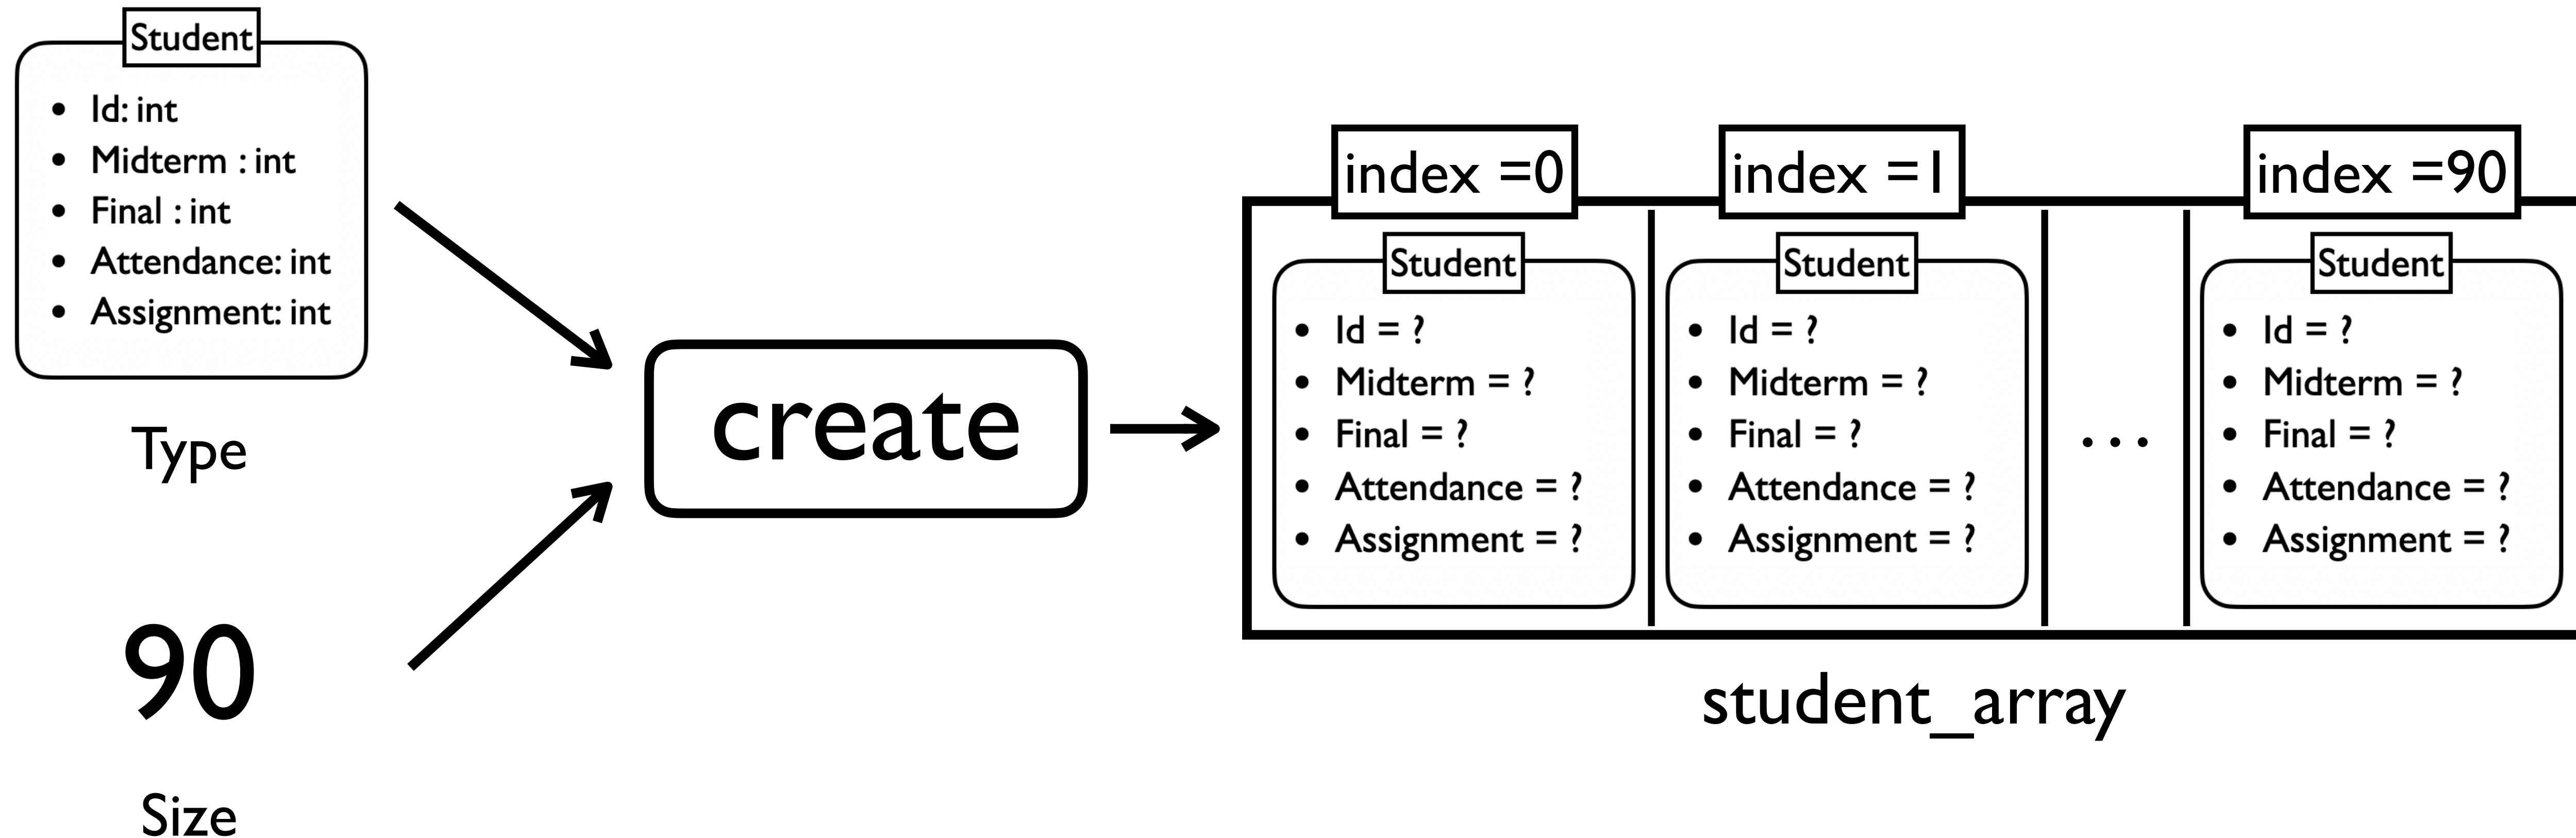 Student
• Id: int
• Midterm : int
• Final : int
• Attendance: int
• Assignment: int
Type
90
Size
create
index =0
Student
• Id = ?
• Midterm = ?
• Final = ?
• Attendance = ?
• Assignment = ?
index =1
Student
• Id = ?
• Midterm = ?
• Final = ?
• Attendance = ?
• Assignment = ?
...
index =90
Student
• Id = ?
• Midterm = ?
• Final = ?
• Attendance = ?
• Assignment = ?
student_array